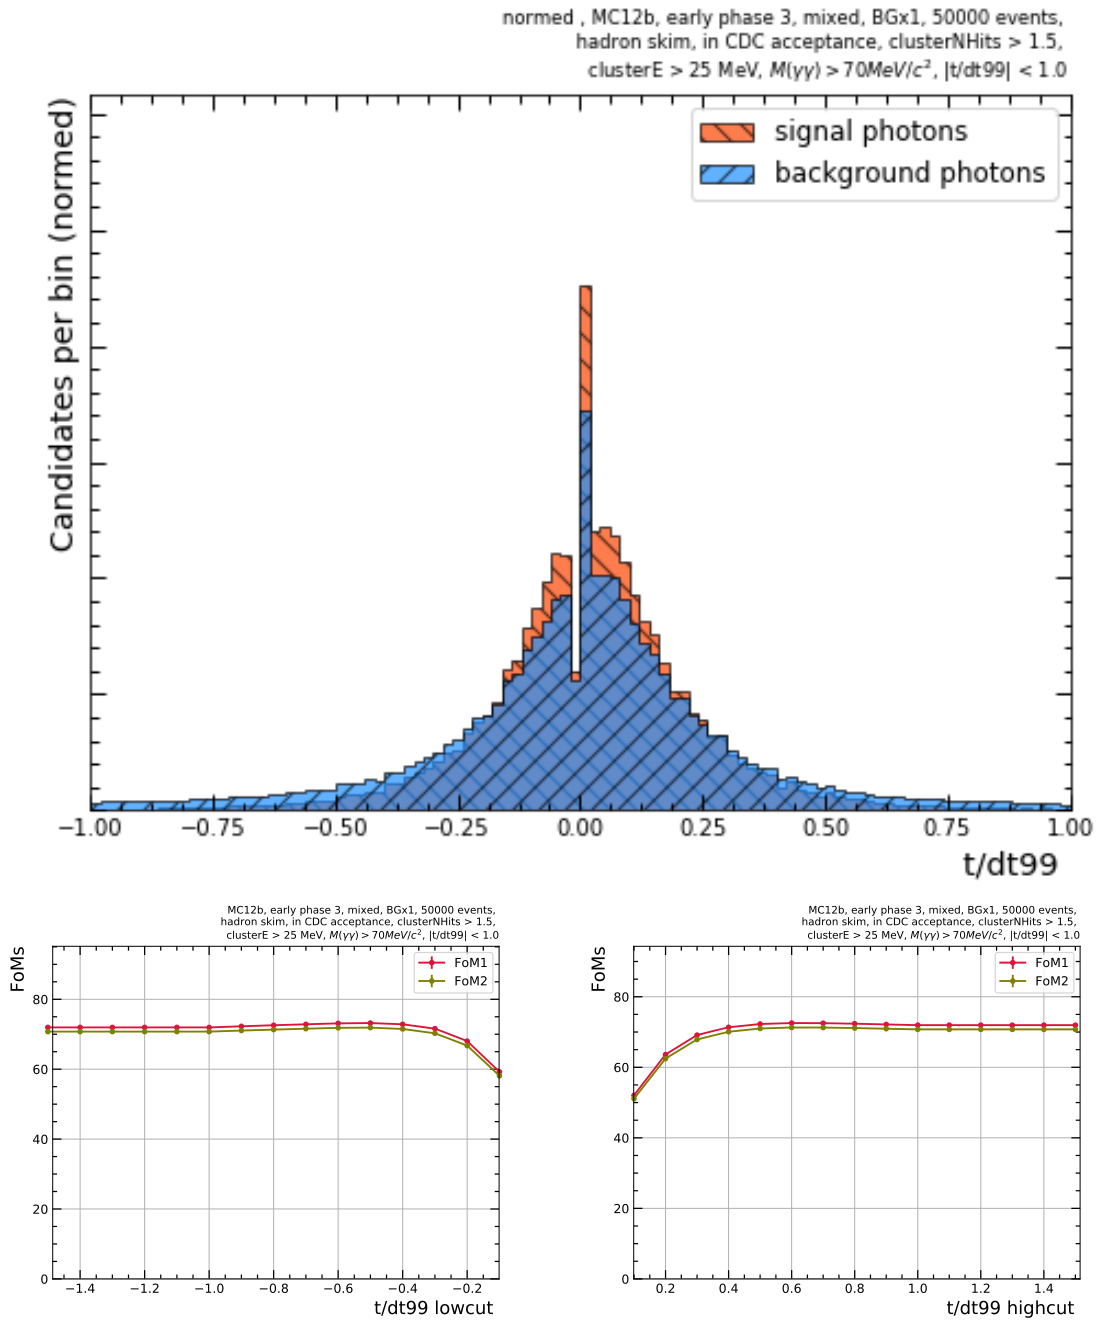 normed , MC12b, early phase 3, mixed, BGx1, 50000 events,
hadron skim, in CDC acceptance, clusterNHits > 1.5,
clusterE > 25 MeV, M(γγ) > 70MeV/c², |t/dt99| < 1.0
signal photons
background photons
Candidates per bin (normed)
−1.00 −0.75 −0.50 −0.25 0.00 0.25 0.50 0.75 1.00
t/dt99
MC12b, early phase 3, mixed, BGx1, 50000 events,
hadron skim, in CDC acceptance, clusterNHits > 1.5,
clusterE > 25 MeV, M(γγ) > 70MeV/c², |t/dt99| < 1.0
FoMs
FoM1
FoM2
80
60
40
20
0
−1.4 −1.2 −1.0 −0.8 −0.6 −0.4 −0.2
t/dt99 lowcut
MC12b, early phase 3, mixed, BGx1, 50000 events,
hadron skim, in CDC acceptance, clusterNHits > 1.5,
clusterE > 25 MeV, M(γγ) > 70MeV/c², |t/dt99| < 1.0
FoMs
FoM1
FoM2
80
60
40
20
0
0.2 0.4 0.6 0.8 1.0 1.2 1.4
t/dt99 highcut